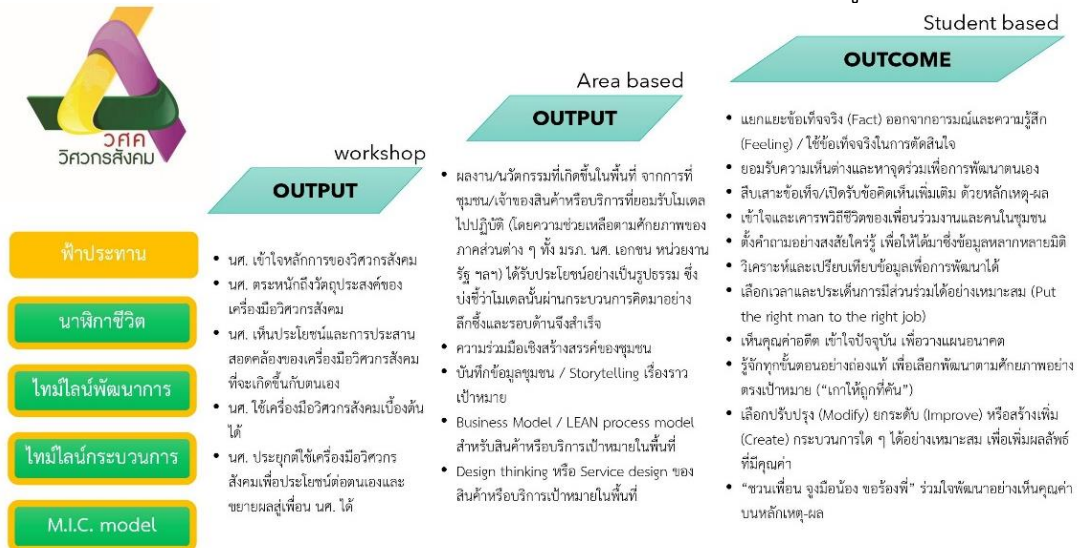 วศค
วิศวกรสังคม
ฟ้าประทาน
นาฬิกาชีวิต
ไทม์ไลน์พัฒนาการ
ไทม์ไลน์กระบวนการ
M.I.C. model
workshop
OUTPUT
• นศ. เข้าใจหลักการของวิศวกรสังคม
• นศ. ตระหนักถึงวัตถุประสงค์ของ
เครื่องมือวิศวกรสังคม
• นศ. เห็นประโยชน์และการประสาน
สอดคล้องของเครื่องมือวิศวกรสังคม
ที่จะเกิดขึ้นกับตนเอง
• นศ. ใช้เครื่องมือวิศวกรสังคมเบื้องต้น
ได้
• นศ. ประยุกต์ใช้เครื่องมือวิศวกร
สังคมเพื่อประโยชน์ต่อตนเองและ
ขยายผลสู่เพื่อน นศ. ได้
Area based
OUTPUT
• ผลงาน/นวัตกรรมที่เกิดขึ้นในพื้นที่ จากการที่
ชุมชน/เจ้าของสินค้าหรือบริการที่ยอมรับโมเดล
ไปปฏิบัติ (โดยความช่วยเหลือตามศักยภาพของ
ภาคส่วนต่าง ๆ ทั้ง มรภ. นศ. เอกชน หน่วยงาน
รัฐ ฯลฯ) ได้รับประโยชน์อย่างเป็นรูปธรรม ซึ่ง
บ่งชี้ว่าโมเดลนั้นผ่านกระบวนการคิดมาอย่าง
ลึกซึ้งและรอบด้านจึงสำเร็จ
• ความร่วมมือเชิงสร้างสรรค์ของชุมชน
• บันทึกข้อมูลชุมชน / Storytelling เรื่องราว
เป้าหมาย
• Business Model / LEAN process model
สำหรับสินค้าหรือบริการเป้าหมายในพื้นที่
• Design thinking หรือ Service design ของ
สินค้าหรือบริการเป้าหมายในพื้นที่
Student based
OUTCOME
• แยกแยะข้อเท็จจริง (Fact) ออกจากอารมณ์และความรู้สึก
(Feeling) / ใช้ข้อเท็จจริงในการตัดสินใจ
• ยอมรับความเห็นต่างและหาจุดร่วมเพื่อการพัฒนาตนเอง
• สืบเสาะข้อเท็จ/เปิดรับข้อคิดเห็นเพิ่มเติม ด้วยหลักเหตุ-ผล
• เข้าใจและเคารพวิถีชีวิตของเพื่อนร่วมงานและคนในชุมชน
• ตั้งคำถามอย่างสงสัยใคร่รู้ เพื่อให้ได้มาซึ่งข้อมูลหลากหลายมิติ
• วิเคราะห์และเปรียบเทียบข้อมูลเพื่อการพัฒนาได้
• เลือกเวลาและประเด็นการมีส่วนร่วมได้อย่างเหมาะสม (Put
the right man to the right job)
• เห็นคุณค่าอดีต เข้าใจปัจจุบัน เพื่อวางแผนอนาคต
• รู้จักทุกขั้นตอนอย่างถ่องแท้ เพื่อเลือกพัฒนาตามศักยภาพอย่าง
ตรงเป้าหมาย ("เกาให้ถูกที่คัน")
• เลือกปรับปรุง (Modify) ยกระดับ (Improve) หรือสร้างเพิ่ม
(Create) กระบวนการใด ๆ ได้อย่างเหมาะสม เพื่อเพิ่มผลลัพธ์
ที่มีคุณค่า
• "ชวนเพื่อน จูงมือน้อง ขอร้องพี่" ร่วมใจพัฒนาอย่างเห็นคุณค่า
บนหลักเหตุ-ผล